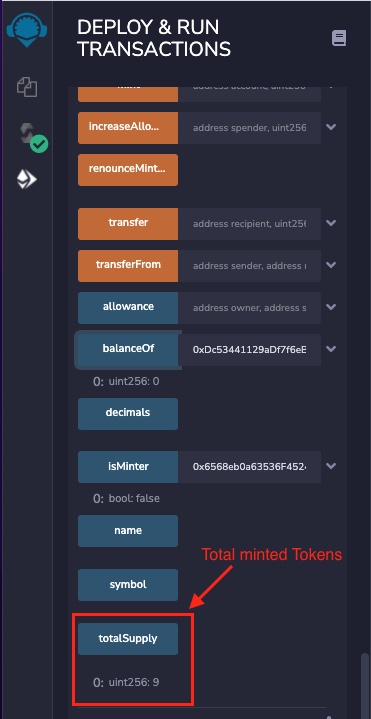 DEPLOY & RUN
TRANSACTIONS
mint address account, uint256
increaseAllo... address spender, uint256
renounceMint...
transfer address recipient, uint25
transferFrom address sender, address
allowance address owner, address s
balanceOf 0xDc53441129aDf7f6eE
0: uint256: 0
decimals
isMinter 0x6568eb0a63536F452
0: bool: false
name
Total minted Tokens
symbol
totalSupply
0: uint256: 9